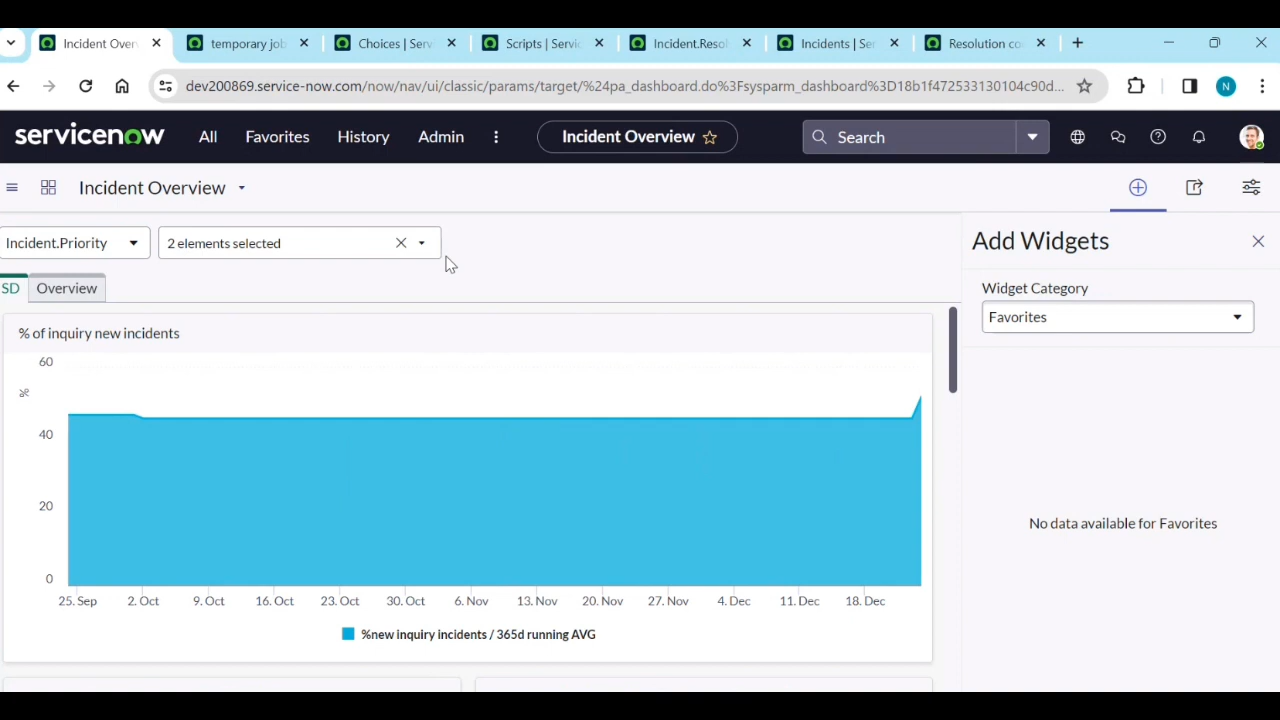 Incident Over
temporary job
Choices | Serv
Scripts | Servic
Incident.Resol
Incidents | Se
Resolution co
dev200869.service-now.com/now/nav/ui/classic/params/target/%24pa_dashboard.do%3Fsysparm_dashboard%3D18b1f472533130104c90d...
N
servicenow
All
Favorites
History
Admin
Incident Overview
Search
Incident Overview
Incident.Priority
2 elements selected
Add Widgets
Widget Category
Favorites
No data available for Favorites
SD
Overview
% of inquiry new incidents
60
%
40
20
0
25. Sep
2. Oct
9. Oct
16. Oct
23. Oct
30. Oct
6. Nov
13. Nov
20. Nov
27. Nov
4. Dec
11. Dec
18. Dec
%new inquiry incidents / 365d running AVG